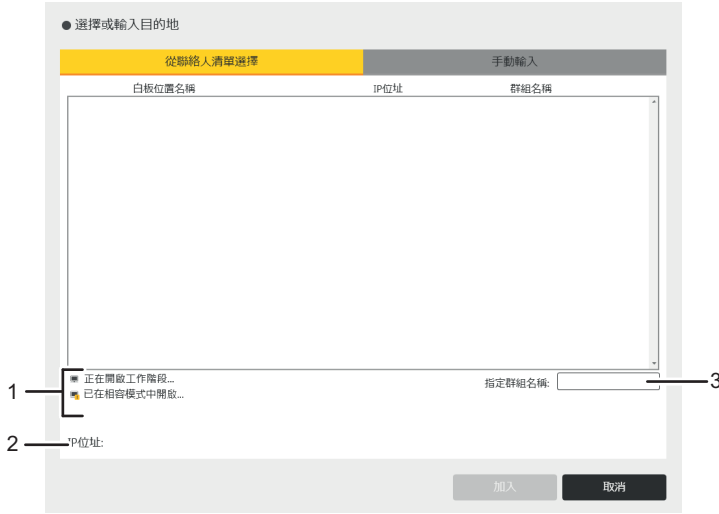 ● 選擇或輸入目的地
從聯絡人清單選擇 手動輸入
白板位置名稱 IP位址 群組名稱
正在開啟工作階段...
已在相容模式中開啟...
指定群組名稱:
1
2
3
IP位址:
加入 取消